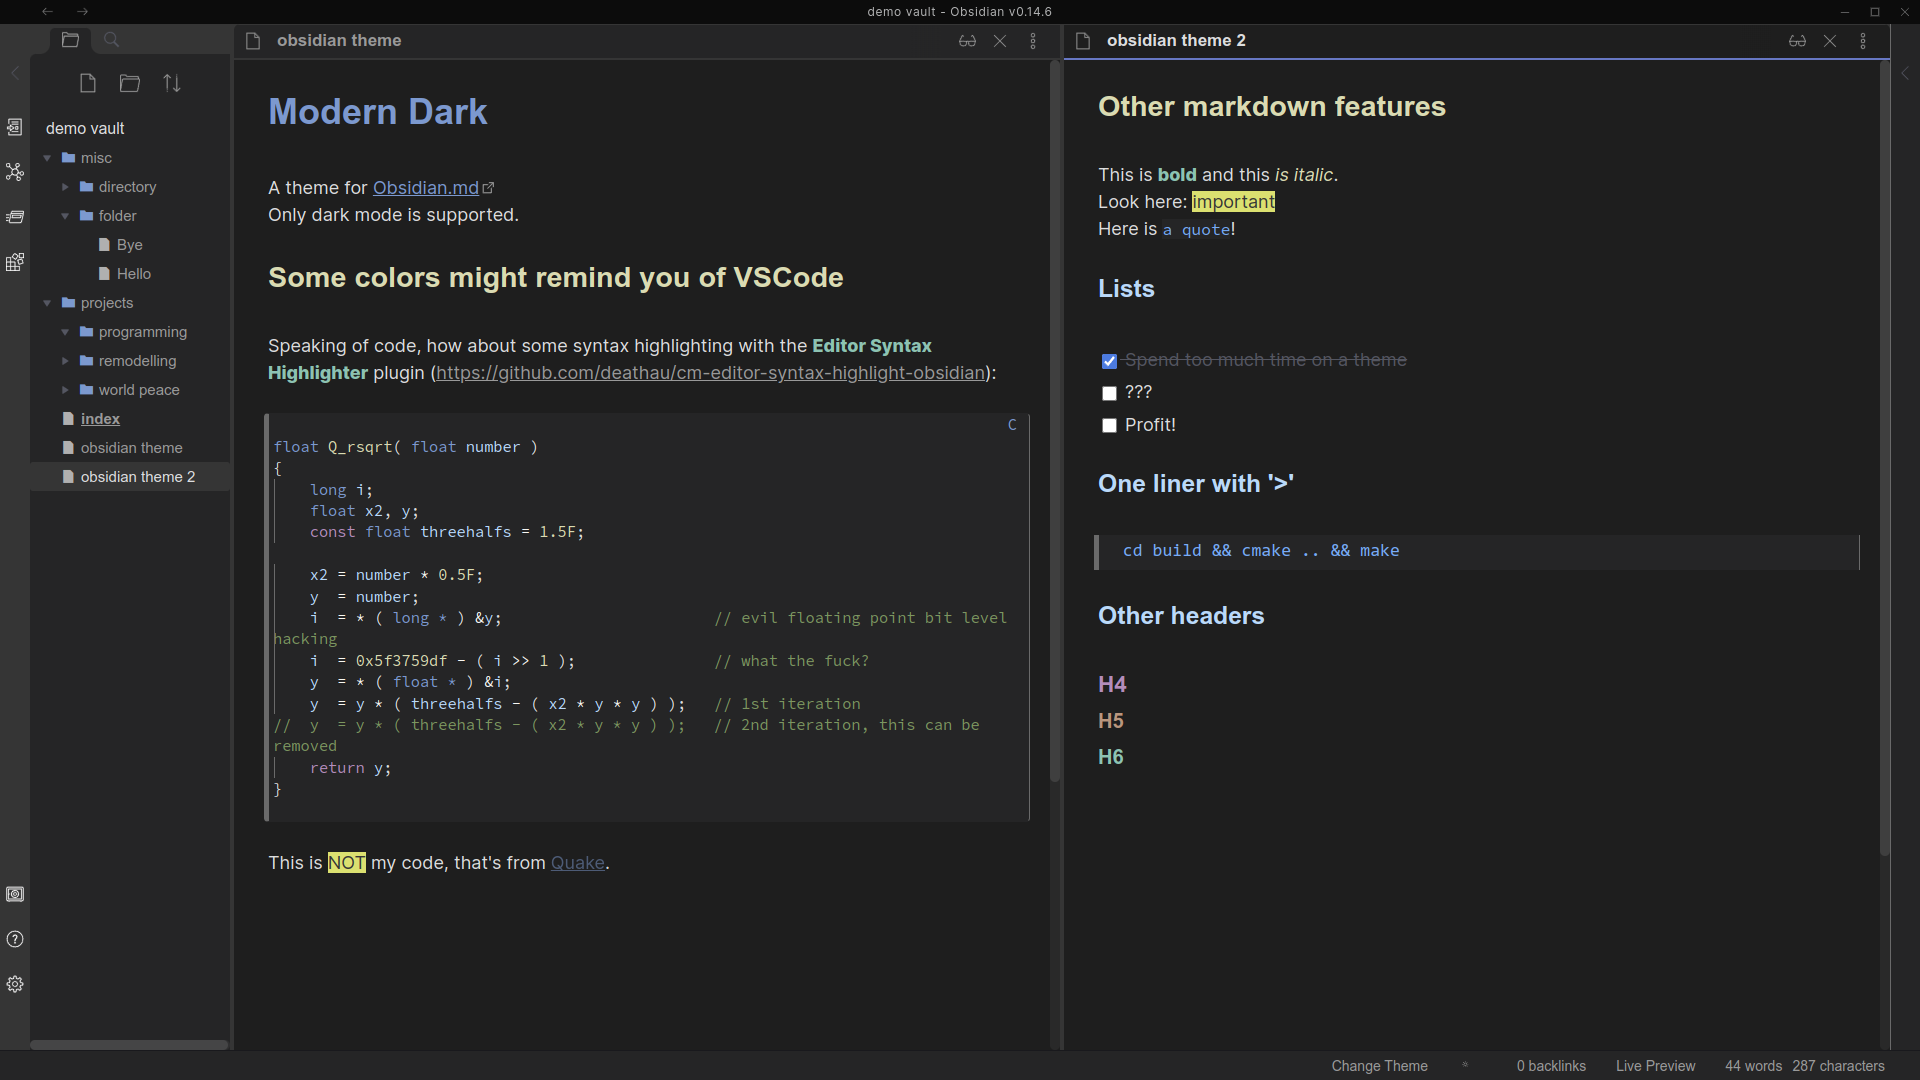 demo vault - Obsidian v0.14.6
demo vault
misc
directory
folder
Bye
Hello
projects
programming
remodelling
world peace
index
obsidian theme
obsidian theme 2
obsidian theme
Modern Dark
A theme for Obsidian.md
Only dark mode is supported.
Some colors might remind you of VSCode
Speaking of code, how about some syntax highlighting with the Editor Syntax
Highlighter plugin (https://github.com/deathau/cm-editor-syntax-highlight-obsidian):
C
float Q_rsqrt( float number )
{
    long i;
    float x2, y;
    const float threehalfs = 1.5F;
    x2 = number * 0.5F;
    y  = number;
    i  = * ( long * ) &y;                       // evil floating point bit level
hacking
    i  = 0x5f3759df - ( i >> 1 );               // what the fuck?
    y  = * ( float * ) &i;
    y  = y * ( threehalfs - ( x2 * y * y ) );   // 1st iteration
//  y  = y * ( threehalfs - ( x2 * y * y ) );   // 2nd iteration, this can be
removed
    return y;
}
This is NOT my code, that's from Quake.
obsidian theme 2
Other markdown features
This is bold and this is italic.
Look here: important
Here is a quote!
Lists
Spend too much time on a theme
???
Profit!
One liner with '>'
cd build && cmake .. && make
Other headers
H4
H5
H6
Change Theme * 0 backlinks Live Preview 44 words 287 characters